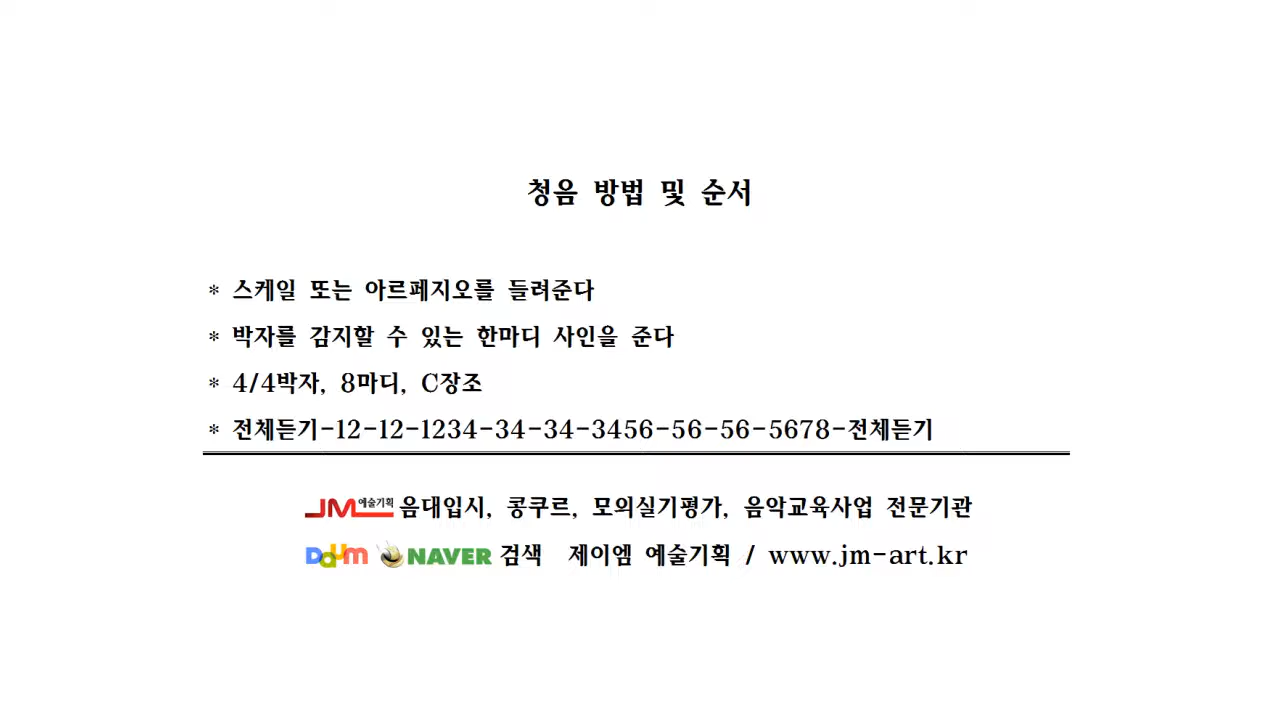 청음 방법 및 순서
* 스케일 또는 아르페지오를 들려준다
* 박자를 감지할 수 있는 한마디 사인을 준다
* 4/4박자, 8마디, C장조
* 전체듣기-12-12-1234-34-34-3456-56-56-5678-전체듣기
JM예술기획 음대입시, 콩쿠르, 모의실기평가, 음악교육사업 전문기관
Daum NAVER 검색 제이엠 예술기획 / www.jm-art.kr